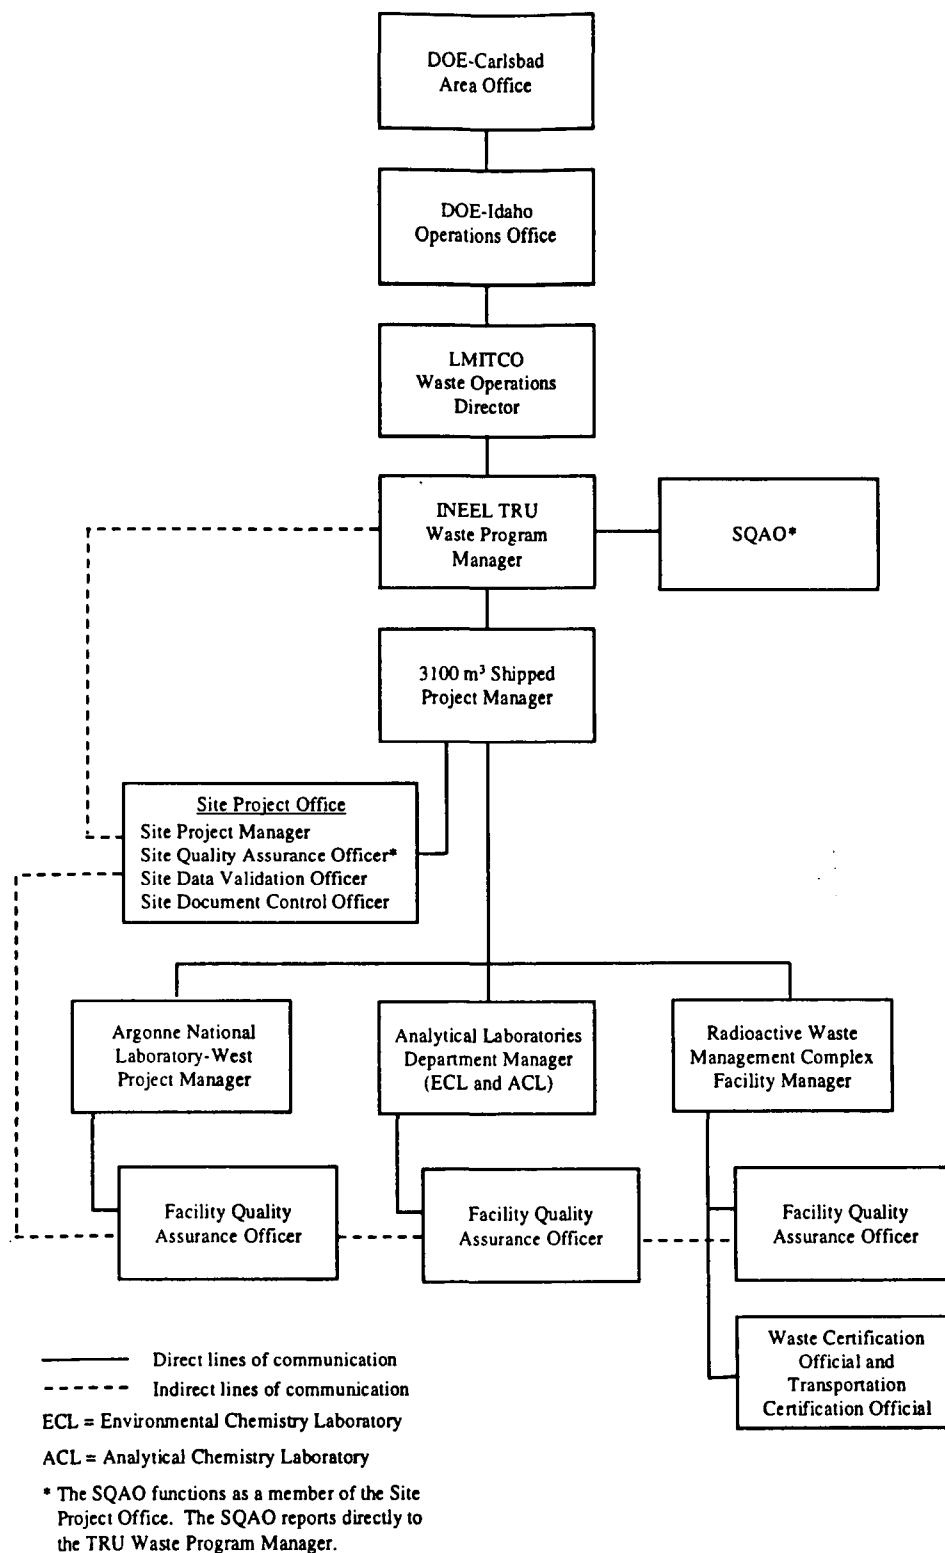 DOE-Carlsbad
Area Office
DOE-Idaho
Operations Office
LMITCO
Waste Operations
Director
INEEL TRU
Waste Program
Manager
SQAO*
3100 m³ Shipped
Project Manager
Site Project Office
Site Project Manager
Site Quality Assurance Officer*
Site Data Validation Officer
Site Document Control Officer
Argonne National
Laboratory-West
Project Manager
Analytical Laboratories
Department Manager
(ECL and ACL)
Radioactive Waste
Management Complex
Facility Manager
Facility Quality
Assurance Officer
Facility Quality
Assurance Officer
Facility Quality
Assurance Officer
Waste Certification
Official and
Transportation
Certification Official
Direct lines of communication
Indirect lines of communication
ECL = Environmental Chemistry Laboratory
ACL = Analytical Chemistry Laboratory
* The SQAO functions as a member of the Site
Project Office. The SQAO reports directly to
the TRU Waste Program Manager.